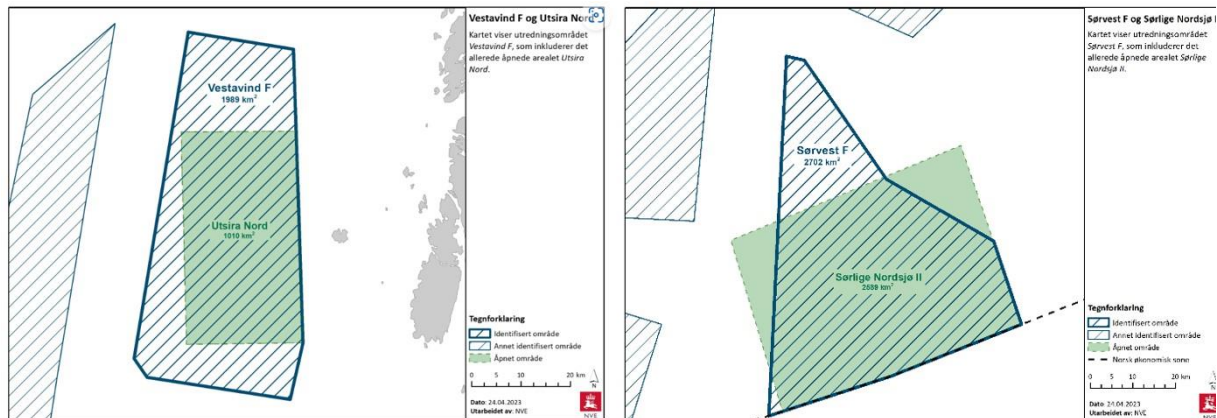 Vestavind F og Utsira Nord
Kartet viser utredningsområdet
Vestavind F, som inkluderer det
allerede åpnede arealet Utsira
Nord.
Vestavind F
1989 km²
Utsira Nord
1010 km²
Tegnforklaring
Identifisert område
Annet identifisert område
Åpnet område
0 5 10 20 km
N
Dato: 24.04.2023
Utarbeidet av: NVE
NVE
Sørvest F og Sørlige Nordsjø I
Kartet viser utredningsområdet
Sørvest F, som inkluderer det
allerede åpnede arealet Sørlige
Nordsjø II.
Sørvest F
2702 km²
Sørlige Nordsjø II
Tegnforklaring
Identifisert område
Annet identifisert område
Åpnet område
Norsk økonomisk sone
0 5 10 20 km
N
Dato: 24.04.2023
Utarbeidet av: NVE
NVE